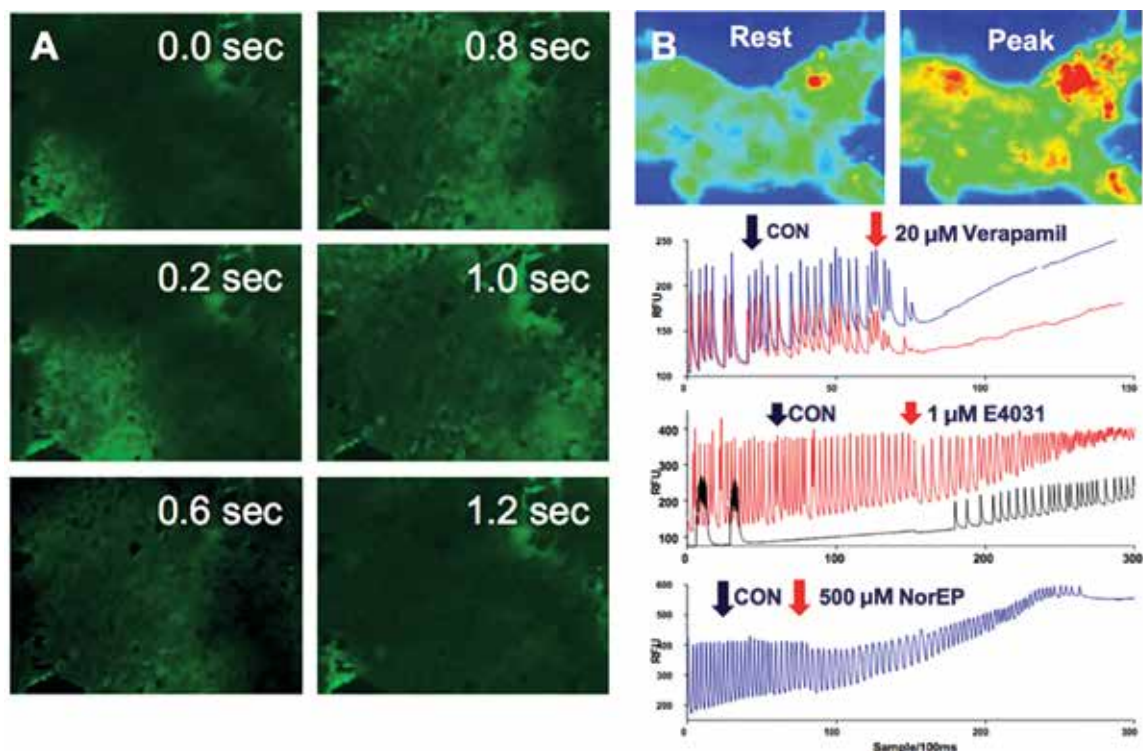 A
0.0 sec
0.8 sec
0.2 sec
1.0 sec
0.6 sec
1.2 sec
B
Rest
Peak
CON
20 µM Verapamil
250
200
150
100
RFU
0
50
100
150
CON
1 µM E4031
400
300
200
100
RFU
0
100
200
300
CON
500 µM NorEP
600
500
400
300
200
RFU
0
100
200
300
Sample/100ms